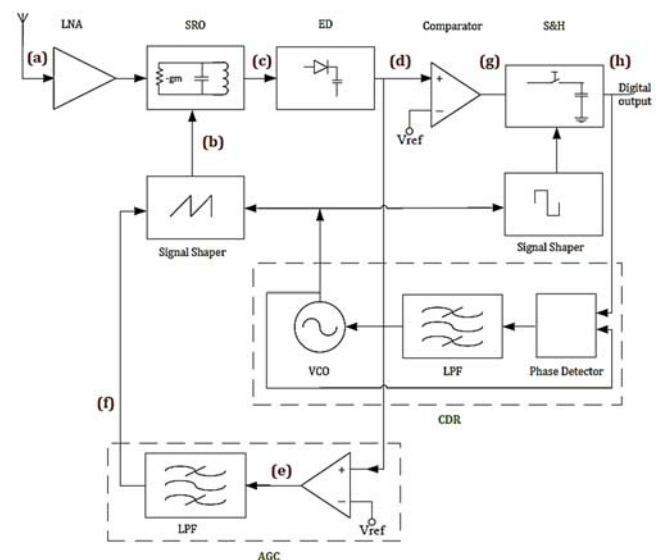 LNA SRO ED Comparator S&H
(a) (c) (d) (g) (h)
-gm
+
−
Digital
output
Vref
(b)
Signal Shaper
Signal Shaper
VCO
LPF
Phase Detector
CDR
(f)
(e)
+
−
LPF
Vref
AGC